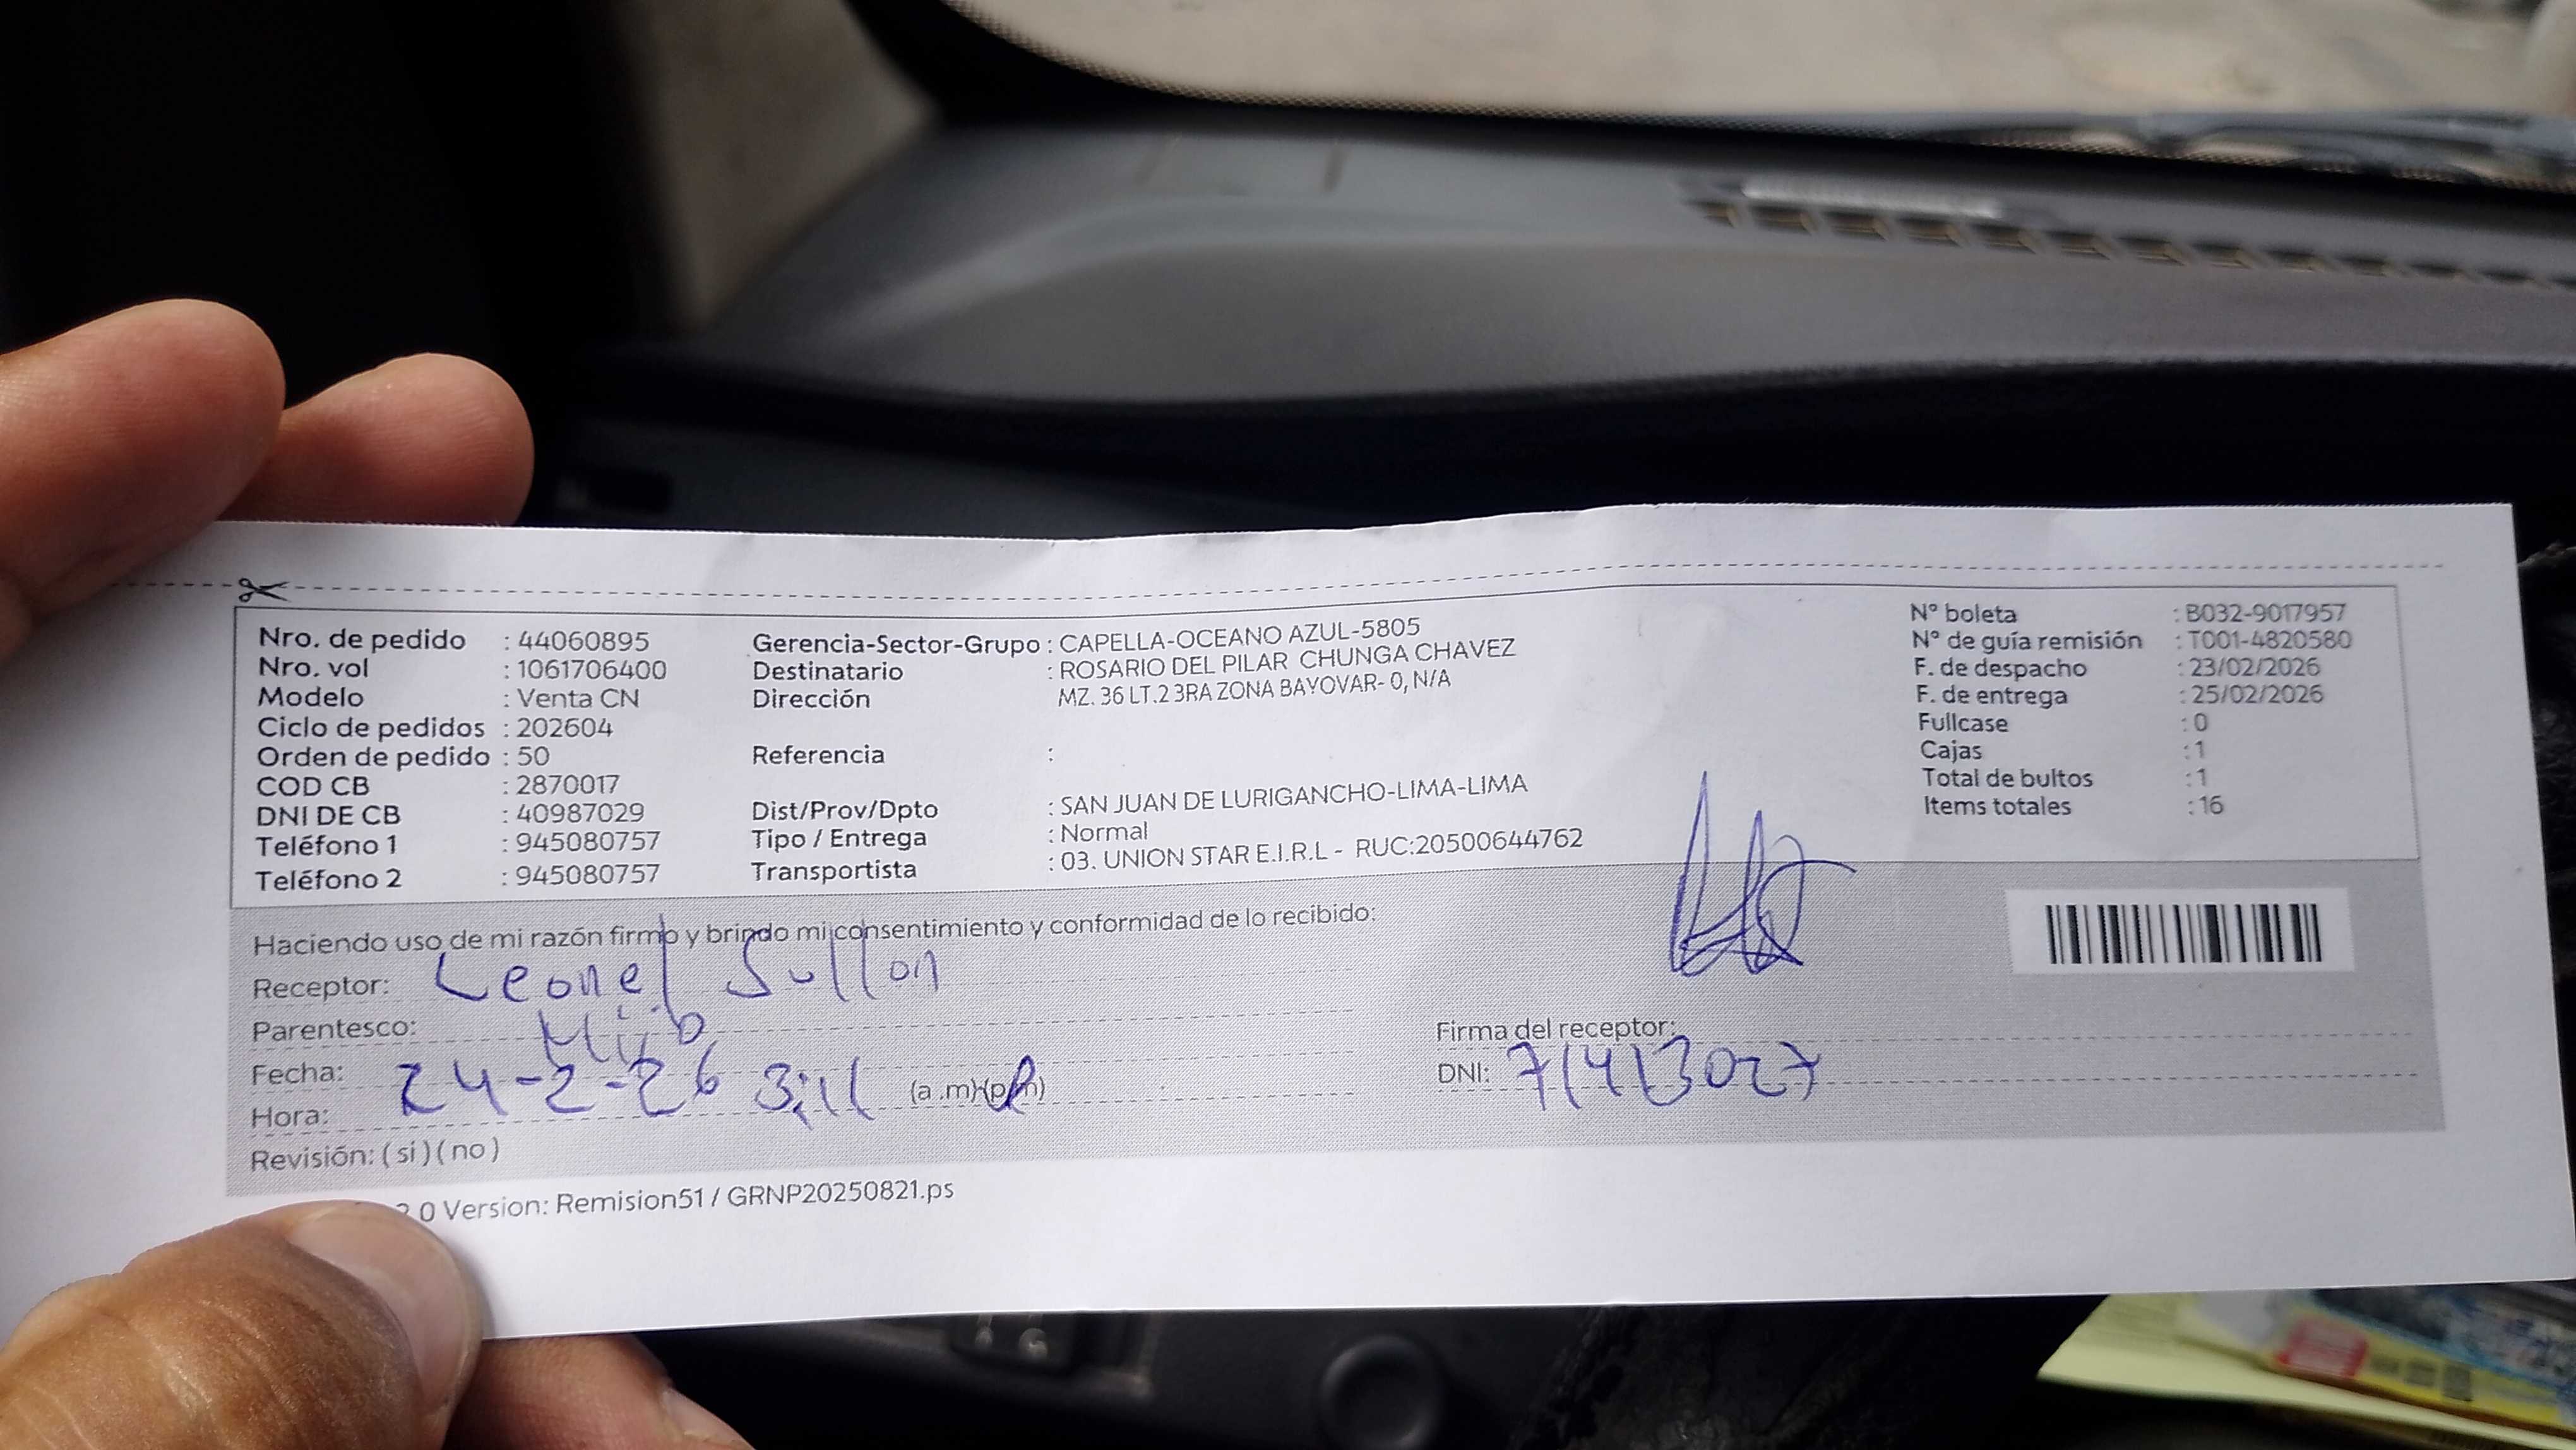 Nro. de pedido : 44060895
Nro. vol : 1061706400
Modelo : Venta CN
Ciclo de pedidos : 202604
Orden de pedido : 50
COD CB : 2870017
DNI DE CB : 40987029
Teléfono 1 : 945080757
Teléfono 2 : 945080757
Gerencia-Sector-Grupo : CAPELLA-OCEANO AZUL-5805
Destinatario : ROSARIO DEL PILAR CHUNGA CHAVEZ
Dirección MZ. 36 LT.2 3RA ZONA BAYOVAR- 0, N/A
Referencia :
Dist/Prov/Dpto : SAN JUAN DE LURIGANCHO-LIMA-LIMA
Tipo / Entrega : Normal
Transportista : 03. UNION STAR E.I.R.L - RUC:20500644762
N° boleta : B032-9017957
N° de guía remisión : T001-4820580
F. de despacho : 23/02/2026
F. de entrega : 25/02/2026
Fullcase : 0
Cajas : 1
Total de bultos : 1
Items totales : 16
Haciendo uso de mi razón firmo y brindo mi consentimiento y conformidad de lo recibido:
Receptor: Leonel Sullon
Parentesco: Hijo
Fecha: 24-2-26 3:11 (a.m)(p.m)
Hora:
Revisión: ( si ) ( no )
Firma del receptor:
DNI: 71413027
2.0 Version: Remision51 / GRNP20250821.ps